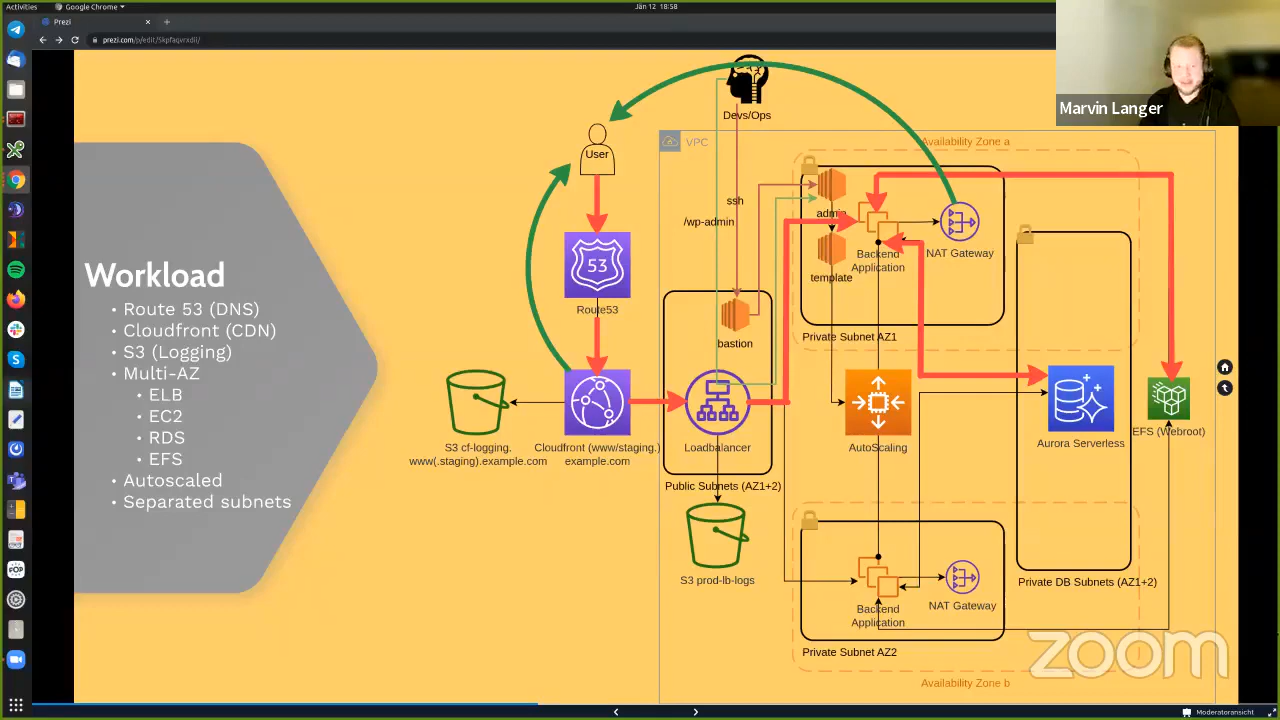 Activities
Google Chrome
Jän 12 18:58
Prezi
prezi.com/p/edit/5kpfaqvrxdii/
Marvin Langer
Devs/Ops
VPC
Availability Zone a
User
ssh
/wp-admin
admin
template
Backend
Application
NAT Gateway
Private Subnet AZ1
Workload
• Route 53 (DNS)
• Cloudfront (CDN)
• S3 (Logging)
• Multi-AZ
• ELB
• EC2
• RDS
• EFS
• Autoscaled
• Separated subnets
53
Route53
bastion
S3 cf-logging.
www(.staging).example.com
Cloudfront (www/staging.)
example.com
Loadbalancer
Public Subnets (AZ1+2)
AutoScaling
Aurora Serverless
EFS (Webroot)
S3 prod-lb-logs
Backend
Application
NAT Gateway
Private DB Subnets (AZ1+2)
Private Subnet AZ2
Availability Zone b
zoom
POP
Moderatoransicht